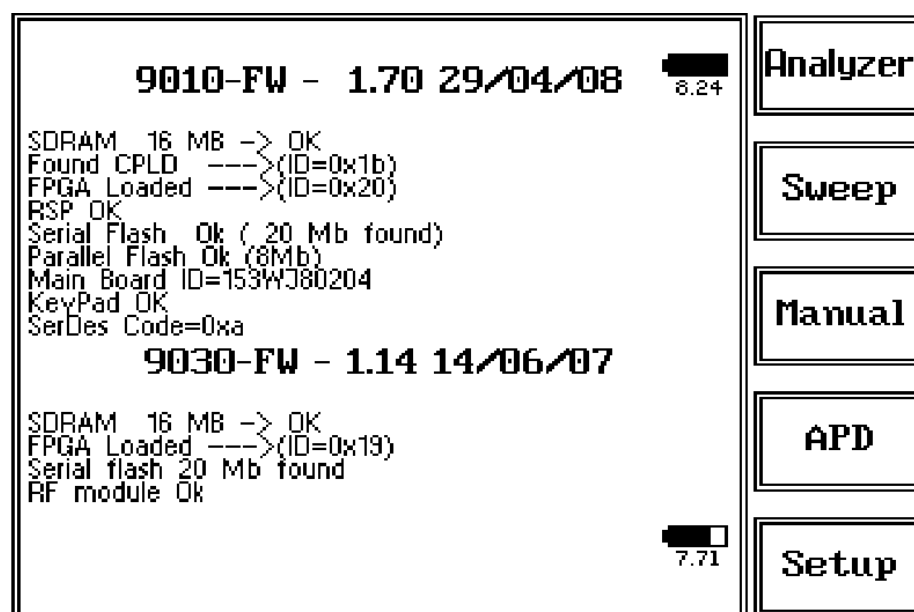 9010-FW - 1.70 29/04/08
8.24
SDRAM 16 MB -> OK
Found CPLD --->(ID=0x1b)
FPGA Loaded --->(ID=0x20)
RSP OK
Serial Flash Ok ( 20 Mb found)
Parallel Flash Ok (8Mb)
Main Board ID=153WJ80204
KeyPad OK
SerDes Code=0xa
9030-FW - 1.14 14/06/07
SDRAM 16 MB -> OK
FPGA Loaded --->(ID=0x19)
Serial flash 20 Mb found
RF module Ok
7.71
Analyzer
Sweep
Manual
APD
Setup